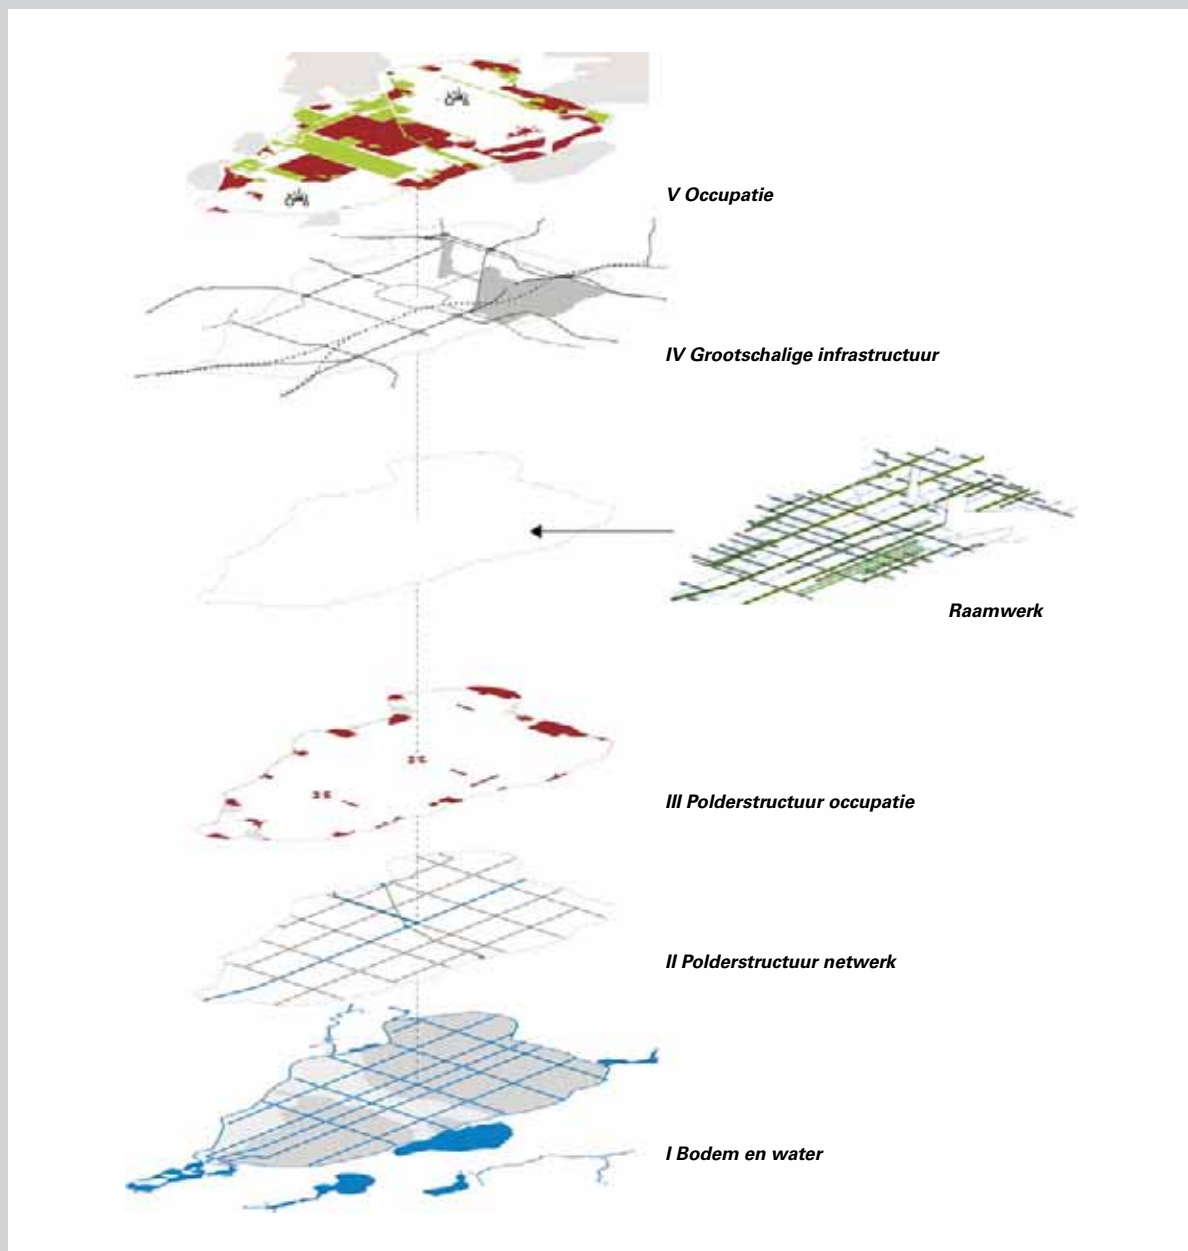 V Occupatie
IV Grootschalige infrastructuur
Raamwerk
III Polderstructuur occupatie
II Polderstructuur netwerk
I Bodem en water